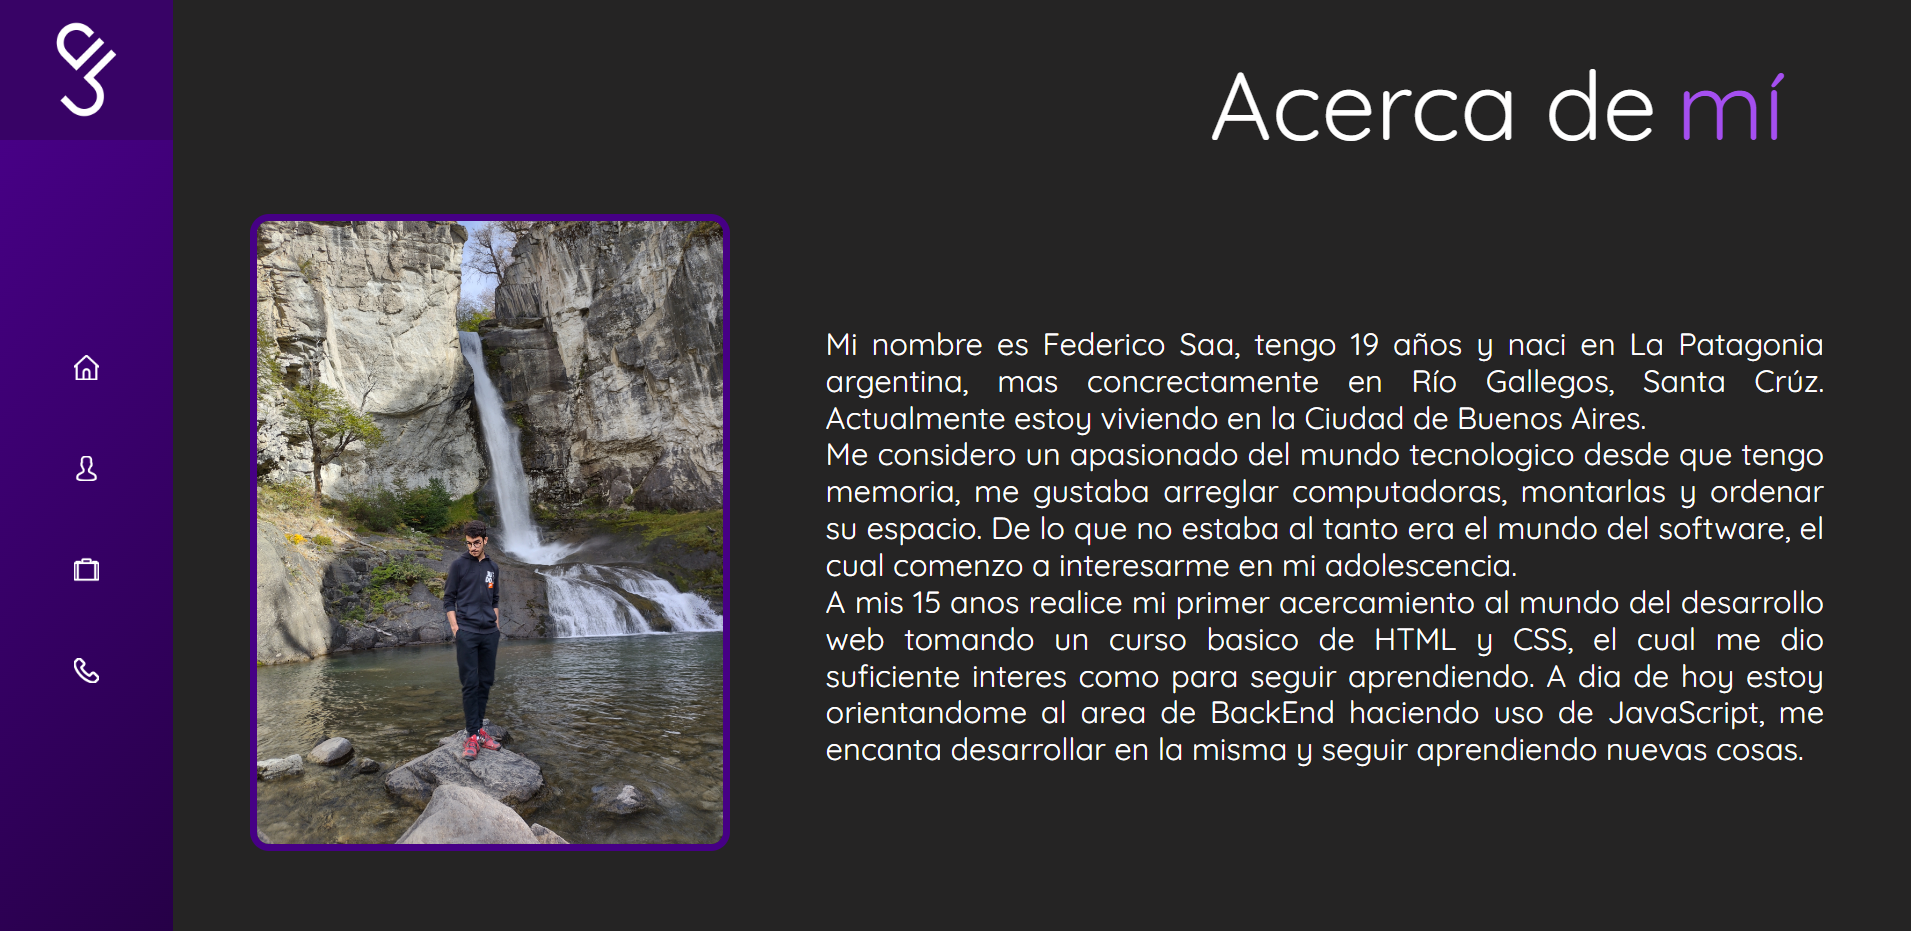 Acerca de mí
Mi nombre es Federico Saa, tengo 19 años y naci en La Patagonia
argentina, mas concrectamente en Río Gallegos, Santa Crúz.
Actualmente estoy viviendo en la Ciudad de Buenos Aires.
Me considero un apasionado del mundo tecnologico desde que tengo
memoria, me gustaba arreglar computadoras, montarlas y ordenar
su espacio. De lo que no estaba al tanto era el mundo del software, el
cual comenzo a interesarme en mi adolescencia.
A mis 15 anos realice mi primer acercamiento al mundo del desarrollo
web tomando un curso basico de HTML y CSS, el cual me dio
suficiente interes como para seguir aprendiendo. A dia de hoy estoy
orientandome al area de BackEnd haciendo uso de JavaScript, me
encanta desarrollar en la misma y seguir aprendiendo nuevas cosas.